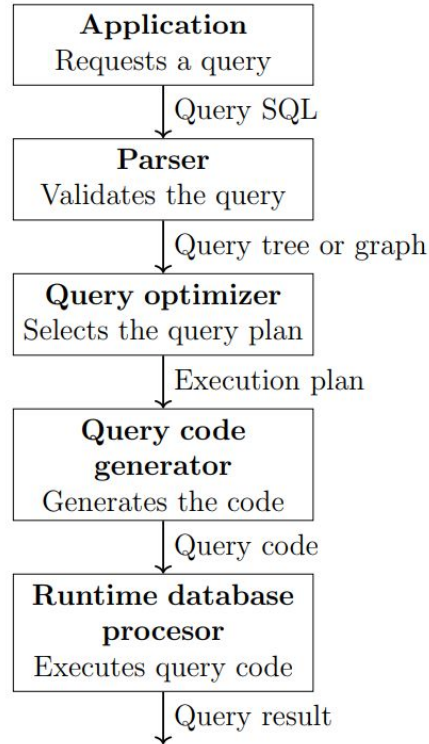 Application
Requests a query
Query SQL
Parser
Validates the query
Query tree or graph
Query optimizer
Selects the query plan
Execution plan
Query code
generator
Generates the code
Query code
Runtime database
procesor
Executes query code
Query result